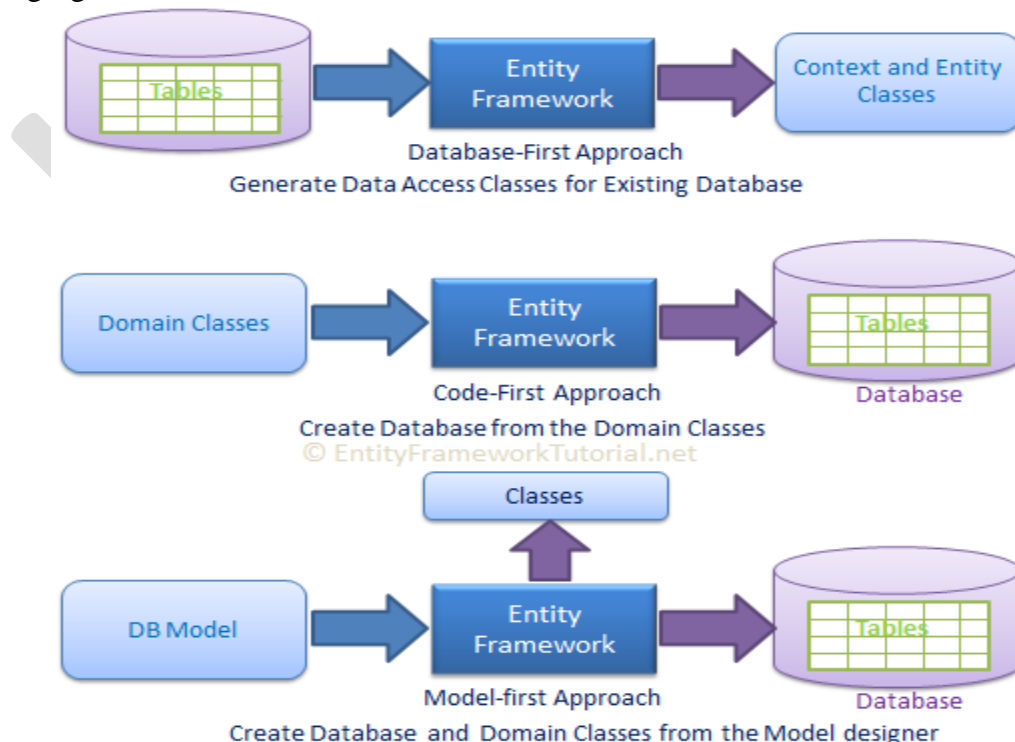 Tables
Entity
Framework
Context and Entity
Classes
Database-First Approach
Generate Data Access Classes for Existing Database
Domain Classes
Entity
Framework
Tables
Code-First Approach
Database
Create Database from the Domain Classes
© EntityFrameworkTutorial.net
Classes
DB Model
Entity
Framework
Tables
Model-first Approach
Database
Create Database and Domain Classes from the Model designer